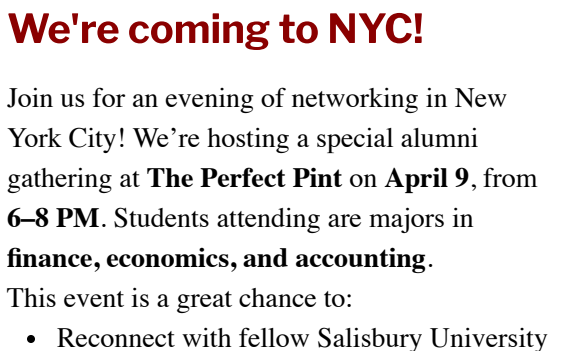 We're coming to NYC!
Join us for an evening of networking in New
York City! We’re hosting a special alumni
gathering at The Perfect Pint on April 9, from
6–8 PM. Students attending are majors in
finance, economics, and accounting.
This event is a great chance to:
• Reconnect with fellow Salisbury University